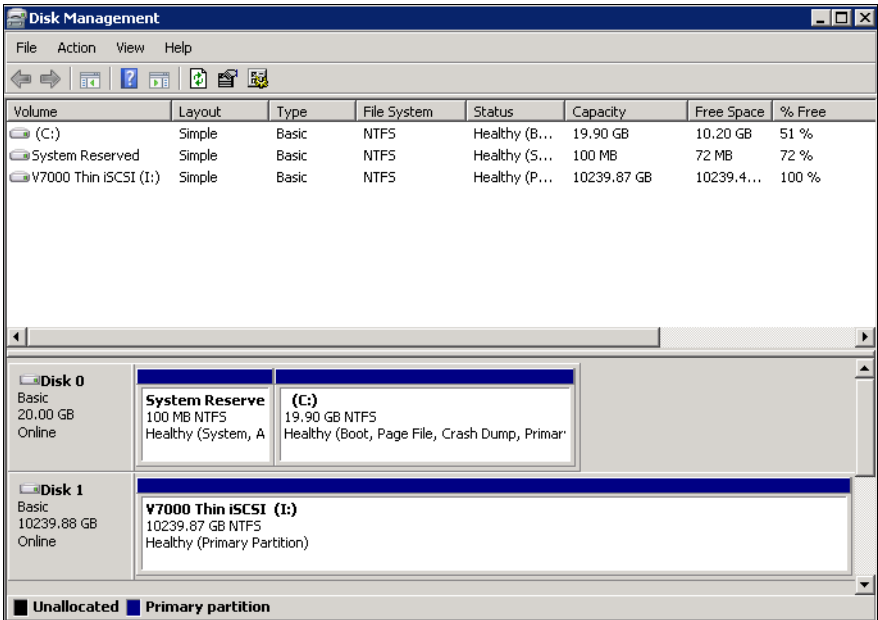 Disk Management
File Action View Help
Volume Layout Type File System Status Capacity Free Space % Free
(C:) Simple Basic NTFS Healthy (B... 19.90 GB 10.20 GB 51 %
System Reserved Simple Basic NTFS Healthy (S... 100 MB 72 MB 72 %
V7000 Thin iSCSI (I:) Simple Basic NTFS Healthy (P... 10239.87 GB 10239.4... 100 %
Disk 0
Basic
20.00 GB
Online
System Reserve
100 MB NTFS
Healthy (System, A
(C:)
19.90 GB NTFS
Healthy (Boot, Page File, Crash Dump, Primar
Disk 1
Basic
10239.88 GB
Online
V7000 Thin iSCSI (I:)
10239.87 GB NTFS
Healthy (Primary Partition)
Unallocated Primary partition